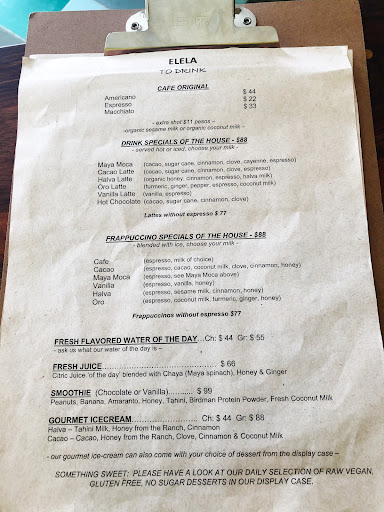 ELELA
TO DRINK
CAFE ORIGINAL
Americano $ 44
Espresso $ 22
Macchiato $ 33
- extra shot $11 pesos –
-organic sesame milk or organic coconut milk –
DRINK SPECIALS OF THE HOUSE - $88
- served hot or iced, choose your milk –
Maya Moca (cacao, sugar cane, cinnamon, clove, cayenne, espresso)
Cacao Latte (cacao, sugar cane, cinnamon, clove, espresso)
Halva Latte (organic honey, cinnamon, espresso, halva milk)
Oro Latte (turmeric, ginger, pepper, espresso, coconut milk)
Vanilla Latte (vanilla, espresso)
Hot Chocolate (cacao, sugar cane, cinnamon, clove)
Lattes without espresso $ 77
FRAPPUCCINO SPECIALS OF THE HOUSE - $88
- blended with ice, choose your milk –
Cafe (espresso, milk of choice)
Cacao (espresso, cacao, coconut milk, clove, cinnamon, honey)
Maya Moca (espresso, see Maya Moca above)
Vanilla (espresso, vanilla, honey)
Halva (espresso, sesame milk, cinnamon, honey)
Oro (espresso, coconut milk, turmeric, ginger, honey)
Frappuccinos without espresso $77
FRESH FLAVORED WATER OF THE DAY...Ch: $ 44 Gr: $ 55
- ask us what our water of the day is –
FRESH JUICE............................................. $ 66
Citric Juice 'of the day' blended with Chaya (Maya spinach), Honey & Ginger
SMOOTHIE (Chocolate or Vanilla).......... $ 99
Peanuts, Banana, Amaranto, Honey, Tahini, Birdman Protein Powder, Fresh Coconut Milk
GOURMET ICECREAM........................ Ch: $ 44 Gr: $ 88
Halva – Tahini Milk, Honey from the Ranch, Cinnamon
Cacao – Cacao, Honey from the Ranch, Clove, Cinnamon & Coconut Milk
- our gourmet ice-cream can also come with your choice of dessert from the display case –
SOMETHING SWEET: PLEASE HAVE A LOOK AT OUR DAILY SELECTION OF RAW VEGAN,
GLUTEN FREE, NO SUGAR DESSERTS IN OUR DISPLAY CASE.